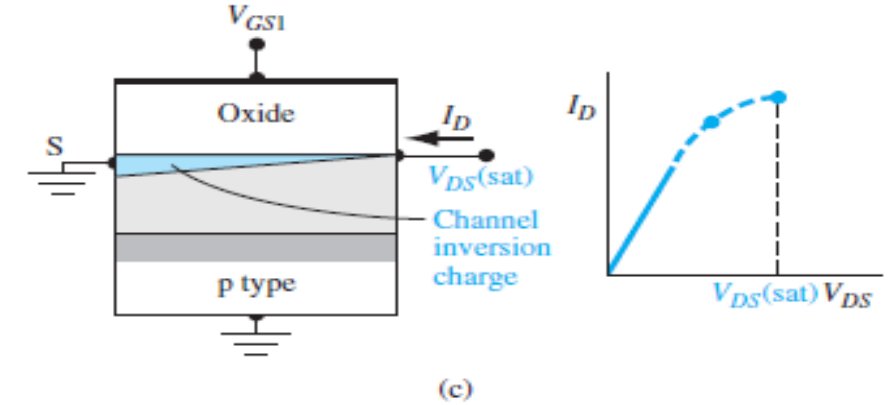 V_GS1
Oxide
I_D
S
V_DS(sat)
Channel
inversion
charge
p type
I_D
V_DS(sat) V_DS
(c)